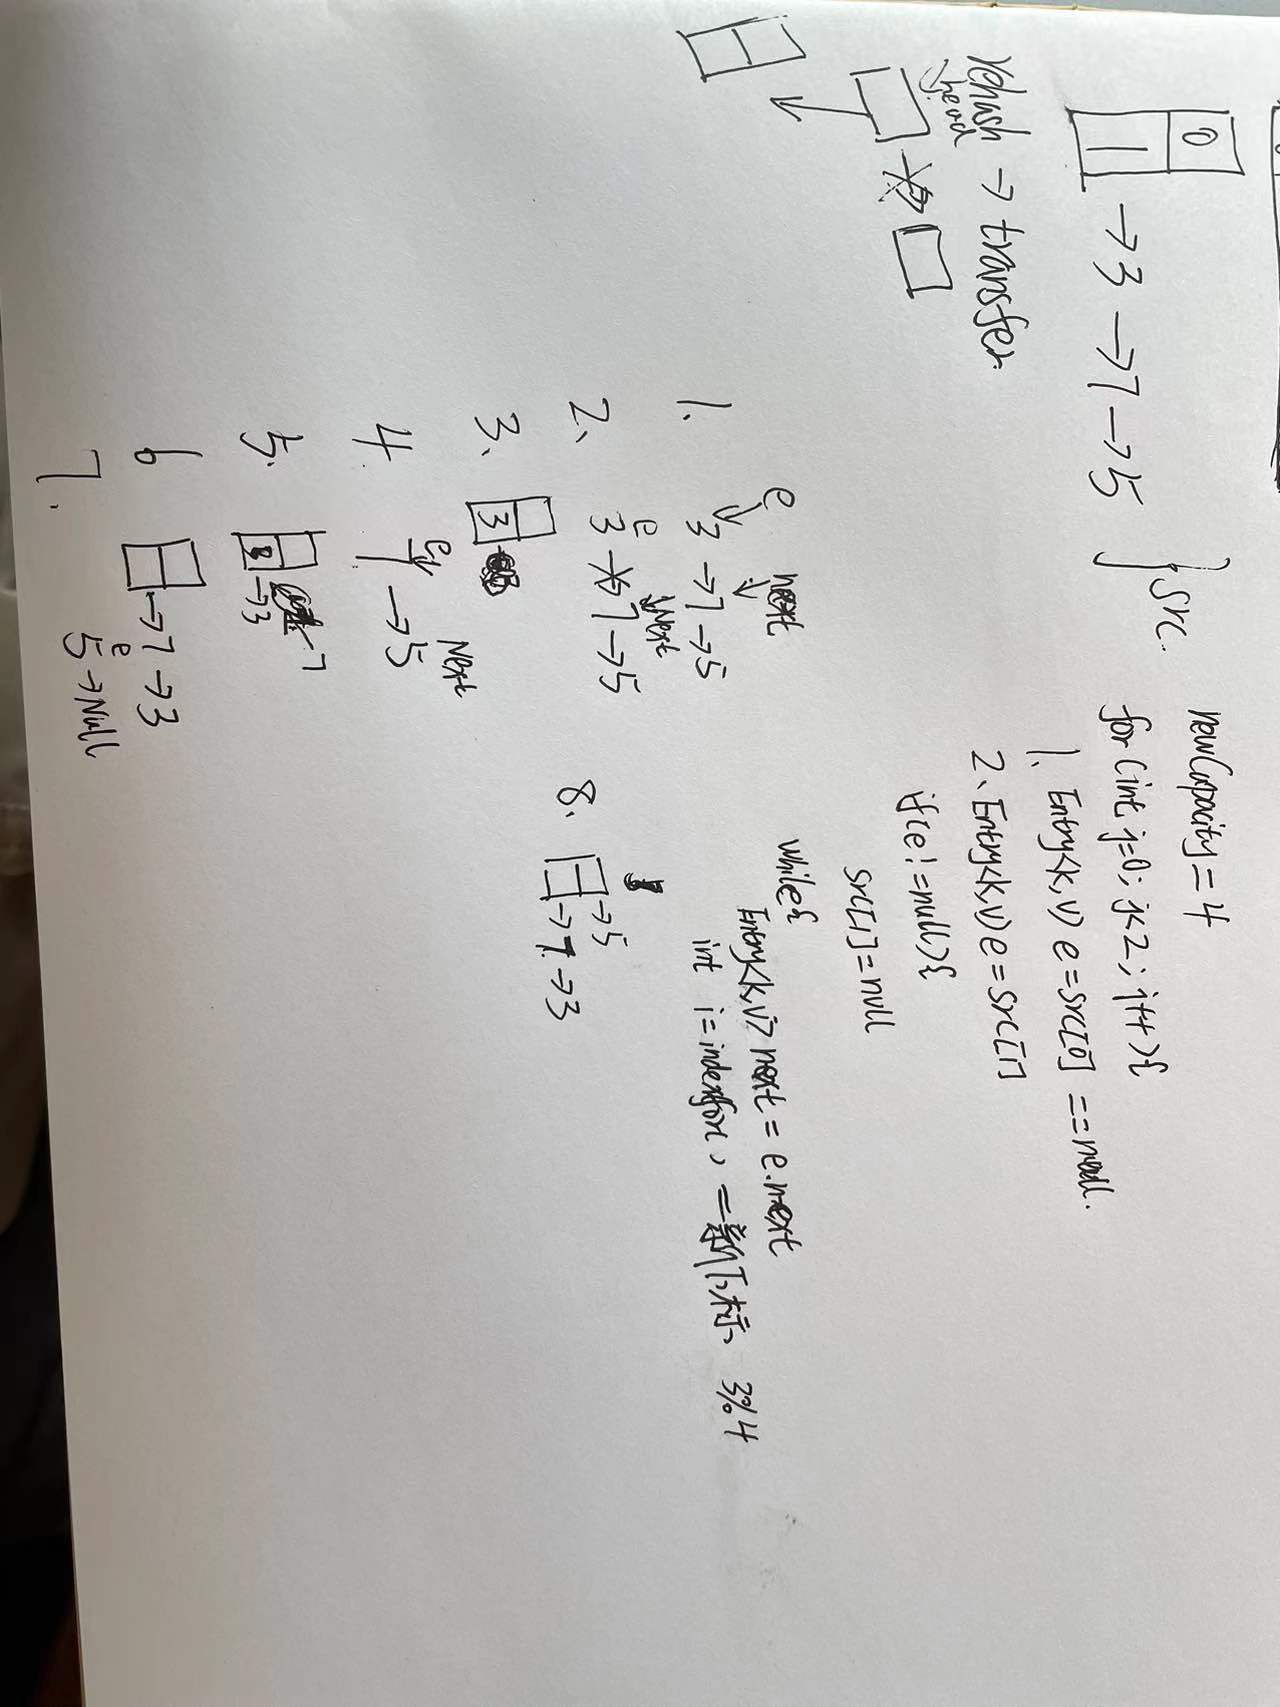 0
1 →3 →7 →5 } src.
rehash → transfer.
head
newCapacity = 4
for (int j=0; j<2; j++){
1、Entry<k,v> e = src[0] == null.
2、Entry<k,v> e = src[1]
if(e!=null){
src[1]=null
while{
Entry<k,v> next = e.next
int i = indexfor, = 新下标 3%4
e next
1. 3 →7 →5
e Next
2、 3 → 7 →5
3、 3
e Next
4. 7 →5
5. →3
7
6 →7 →3
e
7. 5 →Null
8、 →5
→7 →3